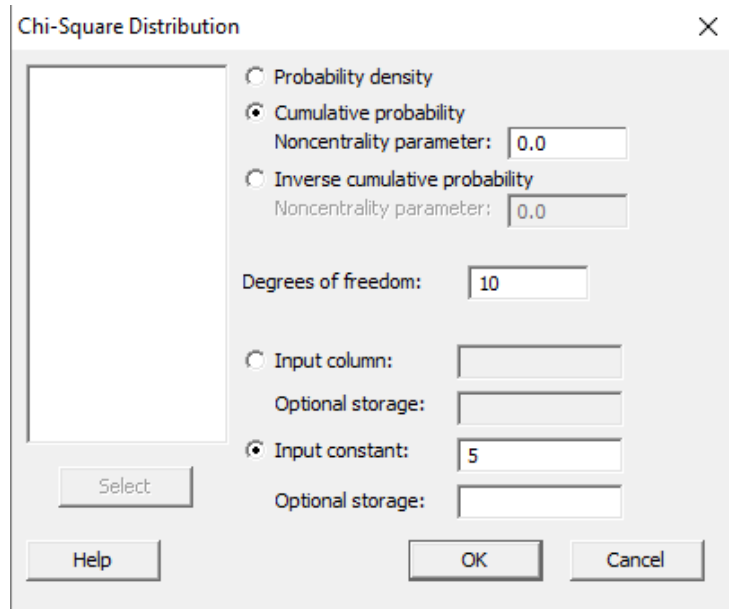 Chi-Square Distribution
Probability density
Cumulative probability
Noncentrality parameter: 0.0
Inverse cumulative probability
Noncentrality parameter: 0.0
Degrees of freedom: 10
Input column:
Optional storage:
Input constant: 5
Optional storage:
Select
Help OK Cancel